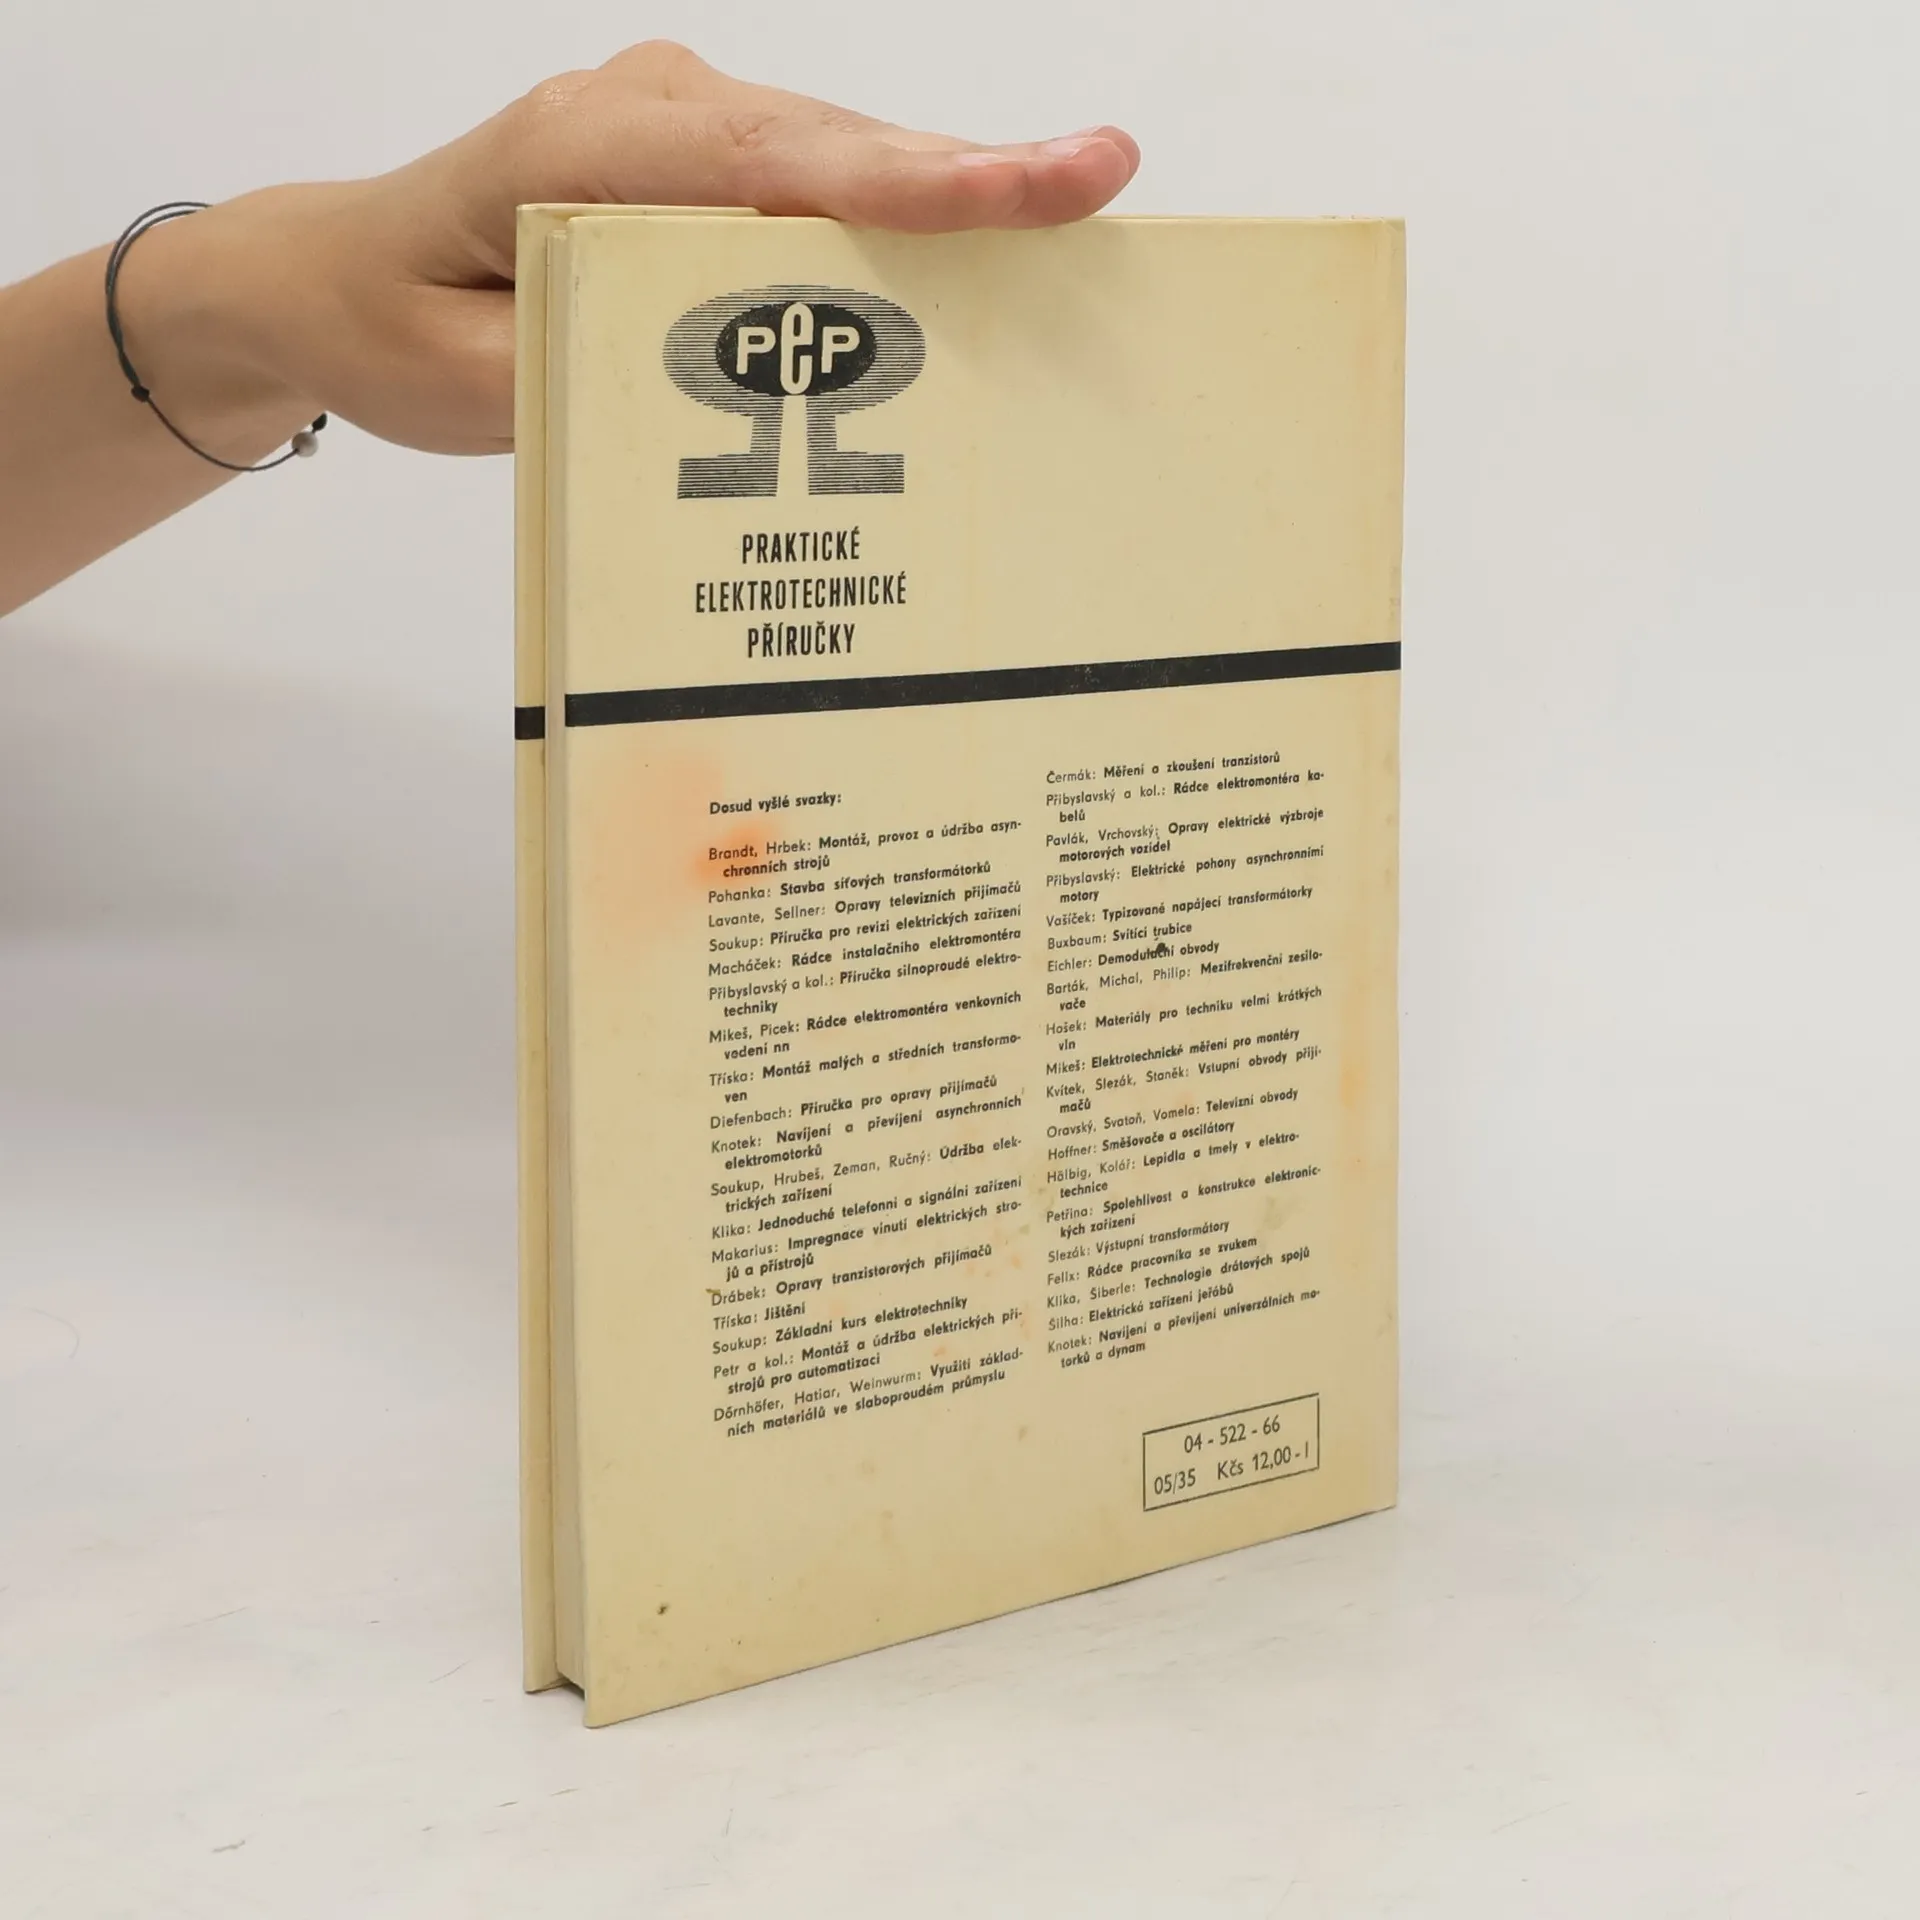 PeP
PRAKTICKÉ
ELEKTROTECHNICKÉ
PŘÍRUČKY
Dosud vyšlé svazky:
Brandt, Hrbek: Montáž, provoz a údržba asyn-
chronních strojů
Pohanka: Stavba síťových transformátorků
Lavante, Sellner: Opravy televizních přijímačů
Soukup: Příručka pro revizi elektrických zařízení
Macháček: Rádce instalačního elektromontéra
Přibyslavský a kol.: Příručka silnoproudé elektro-
techniky
Mikeš, Picek: Rádce elektromontéra venkovních
vedení nn
Tříska: Montáž malých a středních transformo-
ven
Diefenbach: Příručka pro opravy přijímačů
Knotek: Navíjení a převíjení asynchronních
elektromotorků
Soukup, Hrubeš, Zeman, Ručný: Údržba elek-
trických zařízení
Klika: Jednoduché telefonní a signální zařízení
Makarius: Impregnace vinutí elektrických stro-
jů a přístrojů
Drábek: Opravy tranzistorových přijímačů
Tříska: Jištění
Soukup: Základní kurs elektrotechniky
Petr a kol.: Montáž a údržba elektrických pří-
strojů pro automatizaci
Dörnhöfer, Hatiar, Weinwurm: Využití základ-
ních materiálů ve slaboproudém průmyslu
Čermák: Měření a zkoušení tranzistorů
Přibyslavský a kol.: Rádce elektromontéra ka-
belů
Pavlák, Vrchovský: Opravy elektrické výzbroje
motorových vozidel
Přibyslavský: Elektrické pohony asynchronními
motory
Vašíček: Typizované napájecí transformátorky
Buxbaum: Svítící trubice
Eichler: Demodulační obvody
Barták, Michal, Philip: Mezifrekvenční zesilo-
vače
Hošek: Materiály pro techniku velmi krátkých
vln
Mikeš: Elektrotechnické měření pro montéry
Kvítek, Slezák, Staněk: Vstupní obvody přijí-
mačů
Oravský, Svatoň, Vomela: Televizní obvody
Hoffner: Směšovače a oscilátory
Hölbig, Kolář: Lepidla a tmely v elektro-
technice
Petřina: Spolehlivost a konstrukce elektronic-
kých zařízení
Slezák: Výstupní transformátory
Felix: Rádce pracovníka se zvukem
Klika, Šiberle: Technologie drátových spojů
Šilha: Elektrická zařízení jeřábů
Knotek: Navíjení a převíjení univerzálních mo-
torků a dynam
04 - 522 - 66
05/35 Kčs 12,00 - I